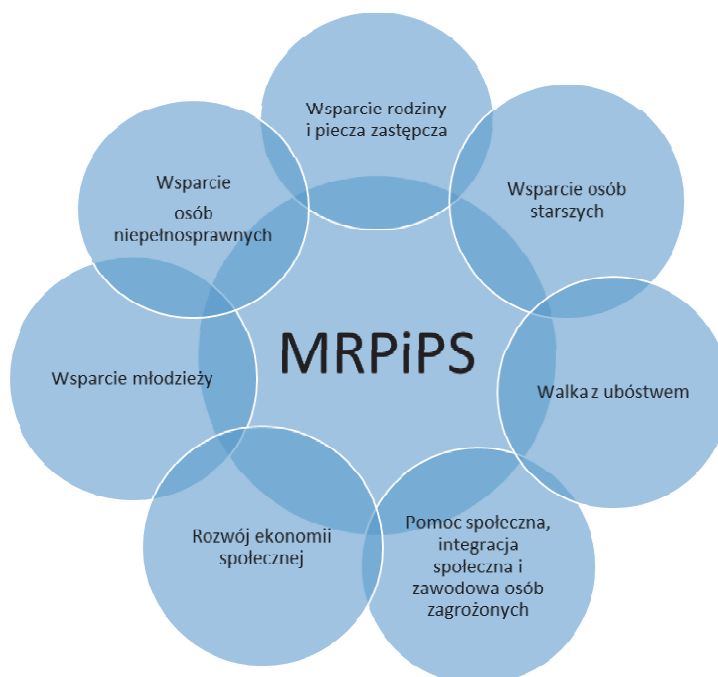 Wsparcie rodziny
i piecza zastępcza
Wsparcie osób
starszych
Walka z ubóstwem
Pomoc społeczna,
integracja
społeczna i
zawodowa osób
zagrożonych
Rozwój ekonomii
społecznej
Wsparcie młodzieży
Wsparcie
osób
niepełnosprawnych
MRPiPS